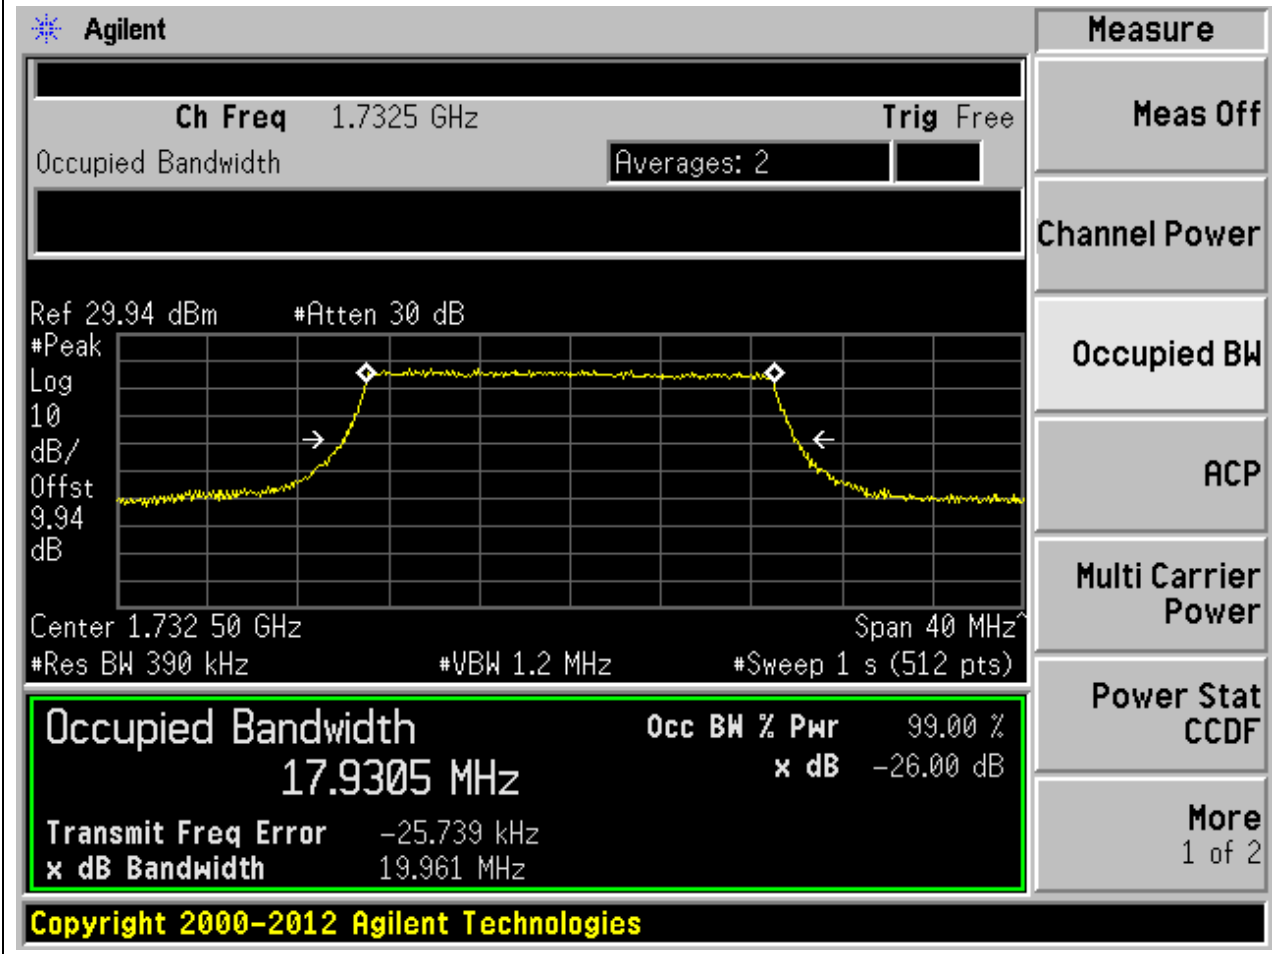 Agilent
Measure
Ch Freq 1.7325 GHz Trig Free
Meas Off
Occupied Bandwidth Averages: 2
Channel Power
Ref 29.94 dBm #Atten 30 dB
#Peak
Log
10
dB/
Offst
9.94
dB
Occupied BW
ACP
Center 1.732 50 GHz Span 40 MHz^
#Res BW 390 kHz #VBW 1.2 MHz #Sweep 1 s (512 pts)
Multi Carrier
Power
Occupied Bandwidth Occ BW % Pwr 99.00 %
17.9305 MHz x dB -26.00 dB
Power Stat
CCDF
Transmit Freq Error -25.739 kHz
x dB Bandwidth 19.961 MHz
More
1 of 2
Copyright 2000-2012 Agilent Technologies